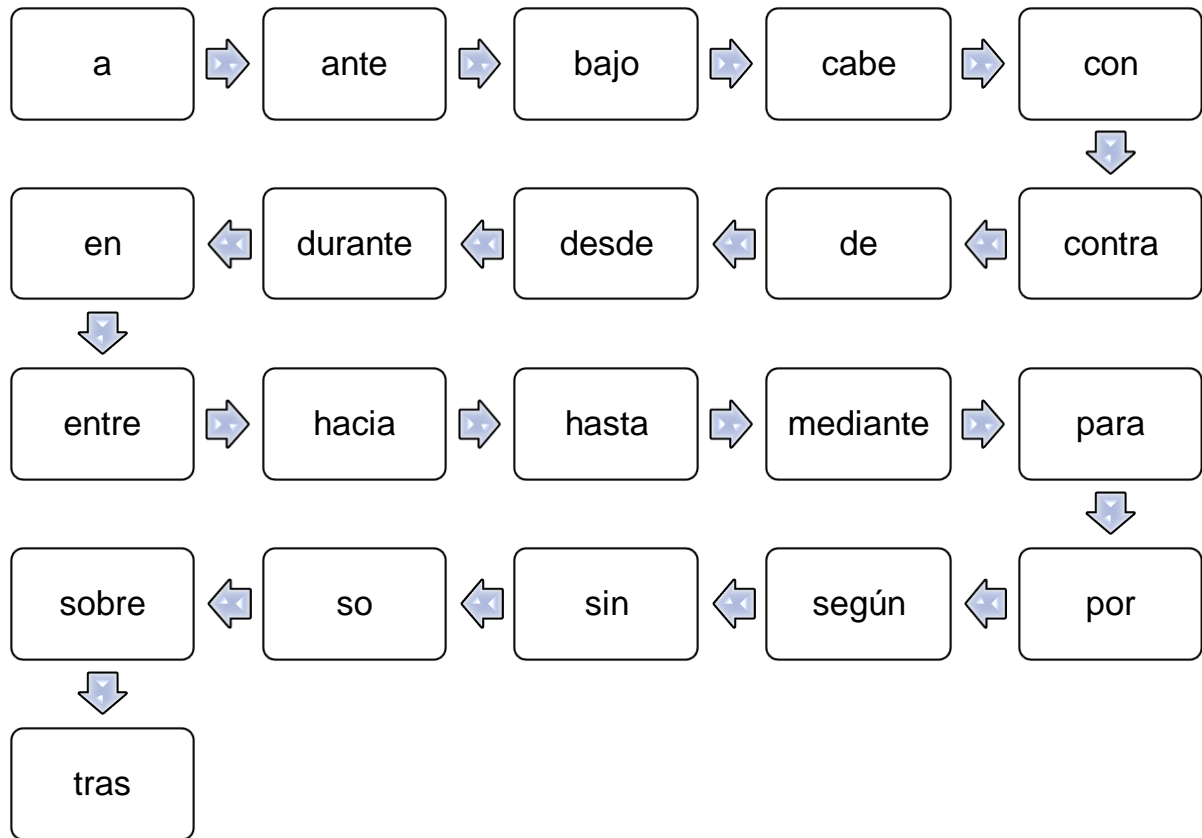 a ante bajo cabe con
en durante desde de contra
entre hacia hasta mediante para
sobre so sin según por
tras